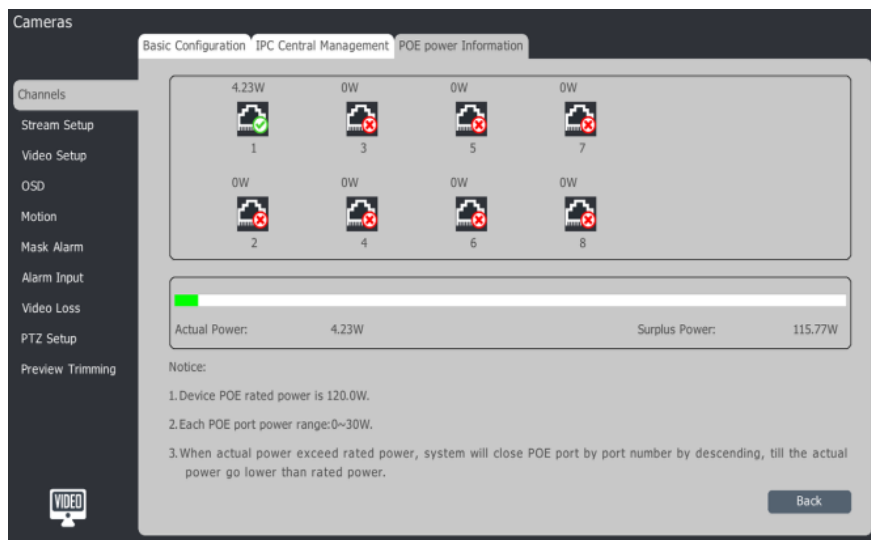 Cameras
Basic Configuration IPC Central Management POE power Information
Channels
Stream Setup
Video Setup
OSD
Motion
Mask Alarm
Alarm Input
Video Loss
PTZ Setup
Preview Trimming
VIDEO
4.23W 0W 0W 0W
1 3 5 7
0W 0W 0W 0W
2 4 6 8
Actual Power: 4.23W Surplus Power: 115.77W
Notice:
1.Device POE rated power is 120.0W.
2.Each POE port power range:0~30W.
3.When actual power exceed rated power, system will close POE port by port number by descending, till the actual
power go lower than rated power.
Back